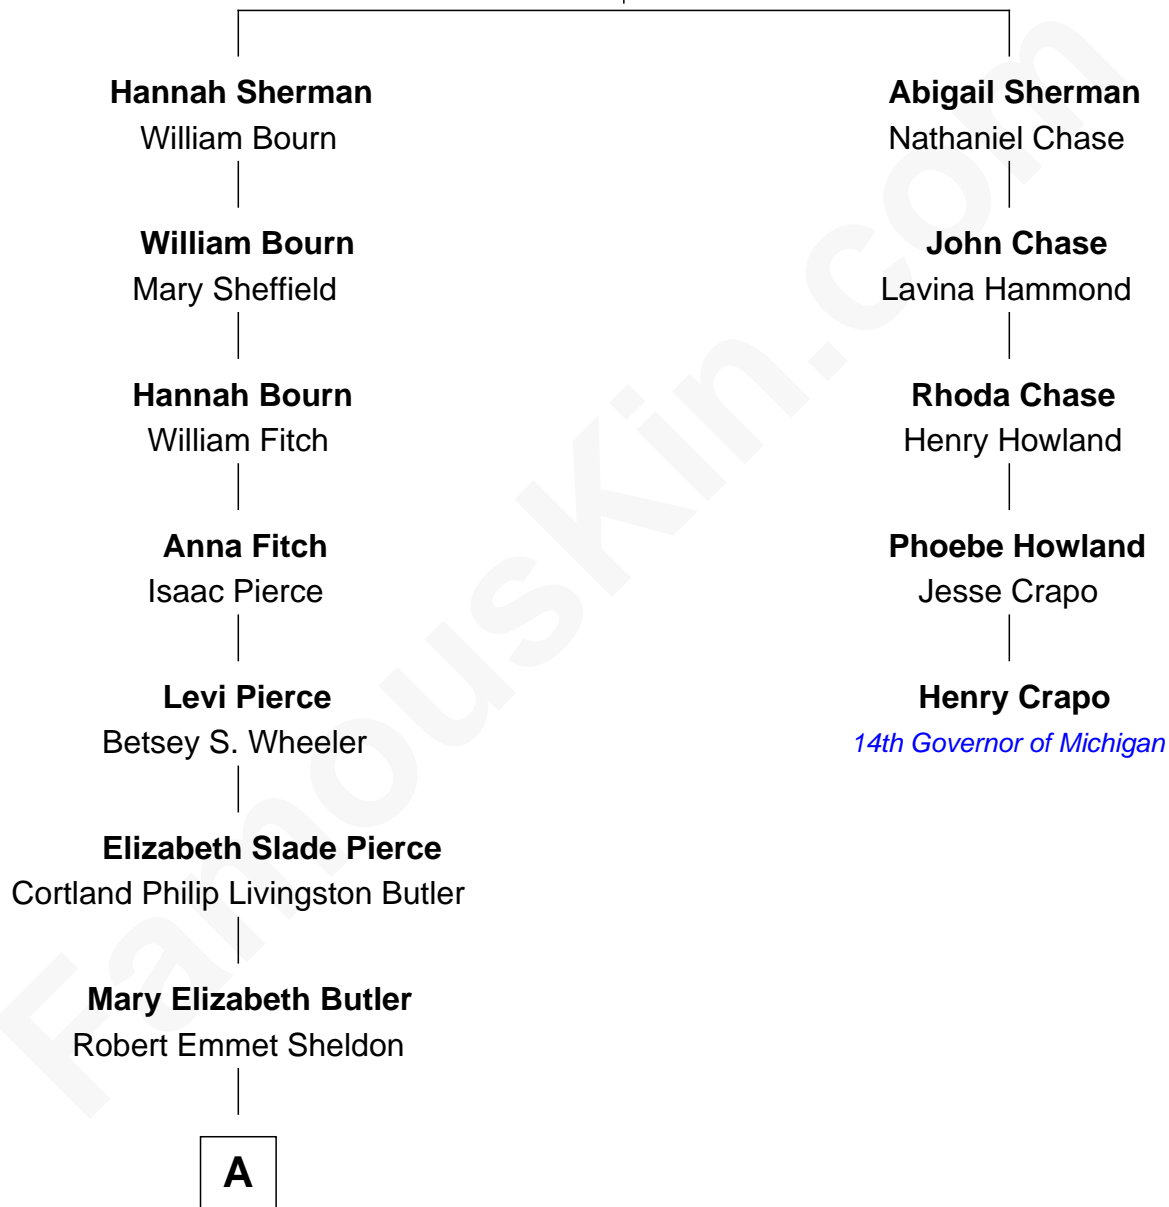 Hannah Sherman
William Bourn
William Bourn
Mary Sheffield
Hannah Bourn
William Fitch
Anna Fitch
Isaac Pierce
Levi Pierce
Betsey S. Wheeler
Elizabeth Slade Pierce
Cortland Philip Livingston Butler
Mary Elizabeth Butler
Robert Emmet Sheldon
A
Abigail Sherman
Nathaniel Chase
John Chase
Lavina Hammond
Rhoda Chase
Henry Howland
Phoebe Howland
Jesse Crapo
Henry Crapo
14th Governor of Michigan
FamousKin.com